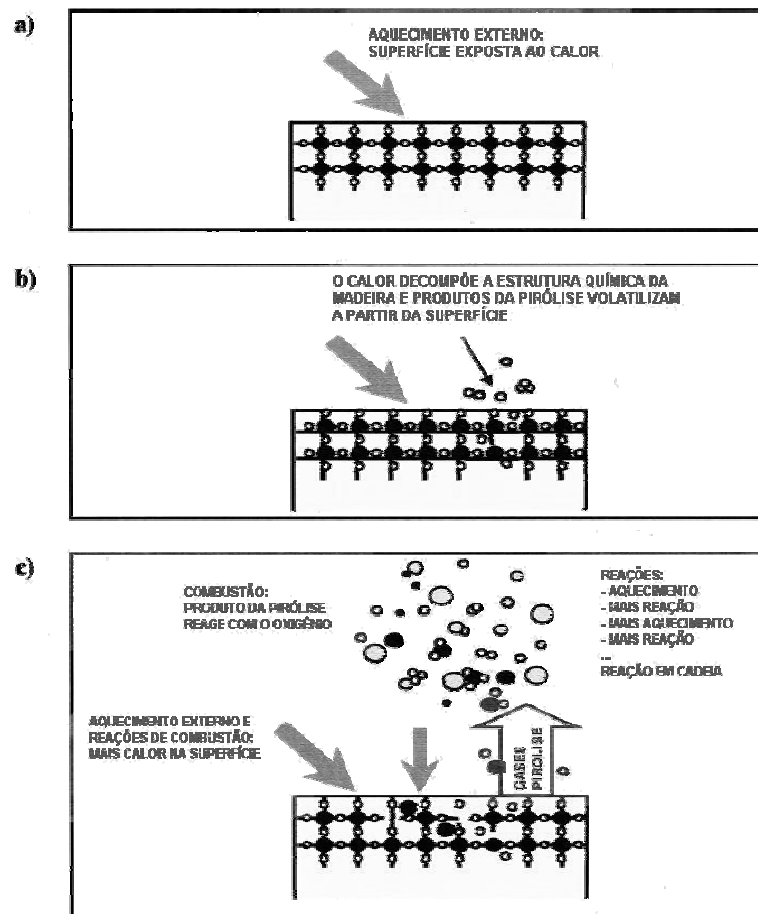 a)
AQUECIMENTO EXTERNO:
SUPERFÍCIE EXPOSTA AO CALOR
b)
O CALOR DECOMPÕE A ESTRUTURA QUÍMICA DA
MADEIRA E PRODUTOS DA PIRÓLISE VOLATILIZAM
A PARTIR DA SUPERFÍCIE
c)
COMBUSTÃO:
PRODUTO DA PIRÓLISE
REAGE COM O OXIGÊNIO
REAÇÕES:
- AQUECIMENTO
- MAIS REAÇÃO
- MAIS AQUECIMENTO
- MAIS REAÇÃO
...
REAÇÃO EM CADEIA
AQUECIMENTO EXTERNO E
REAÇÕES DE COMBUSTÃO:
MAIS CALOR NA SUPERFÍCIE
GASES
PIRÓLISE